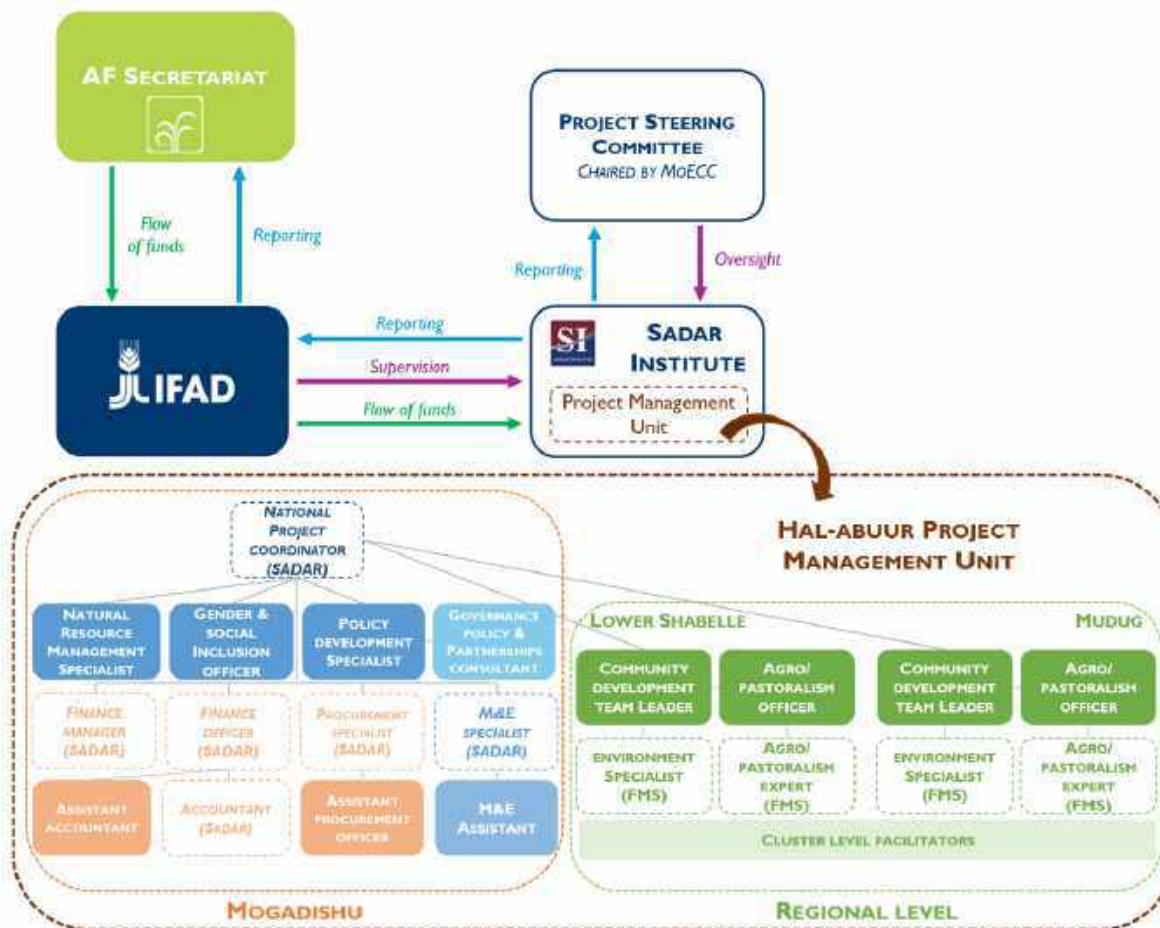 AF SECRETARIAT
PROJECT STEERING
COMMITTEE
CHAIRED BY MOECC
Flow
of funds
Reporting
Reporting
Oversight
IFAD
Reporting
Supervision
Flow of funds
SI
SADAR
INSTITUTE
Project Management
Unit
HAL-ABUUR PROJECT
MANAGEMENT UNIT
NATIONAL
PROJECT
COORDINATOR
(SADAR)
NATURAL
RESOURCE
MANAGEMENT
SPECIALIST
GENDER &
SOCIAL
INCLUSION
OFFICER
POLICY
DEVELOPMENT
SPECIALIST
GOVERNANCE
POLICY &
PARTNERSHIPS
CONSULTANT
FINANCE
MANAGER
(SADAR)
FINANCE
OFFICER
(SADAR)
PROCUREMENT
SPECIALIST
(SADAR)
M&E
SPECIALIST
(SADAR)
ASSISTANT
ACCOUNTANT
ACCOUNTANT
(SADAR)
ASSISTANT
PROCUREMENT
OFFICER
M&E
ASSISTANT
MOGADISHU
LOWER SHABELLE
MUDUG
COMMUNITY
DEVELOPMENT
TEAM LEADER
AGRO/
PASTORALISM
OFFICER
COMMUNITY
DEVELOPMENT
TEAM LEADER
AGRO/
PASTORALISM
OFFICER
ENVIRONMENT
SPECIALIST
(FMS)
AGRO/
PASTORALISM
EXPERT
(FMS)
ENVIRONMENT
SPECIALIST
(FMS)
AGRO/
PASTORALISM
EXPERT
(FMS)
CLUSTER LEVEL FACILITATORS
REGIONAL LEVEL